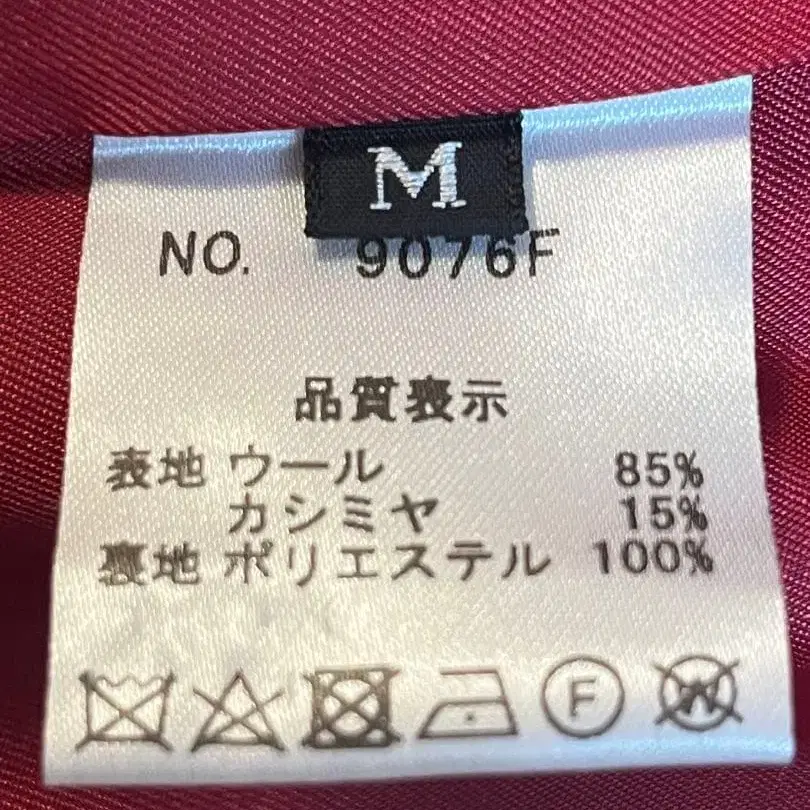 M
NO. 9076F
品質表示
表地 ウール 85%
カシミヤ 15%
裏地 ポリエステル 100%
F W